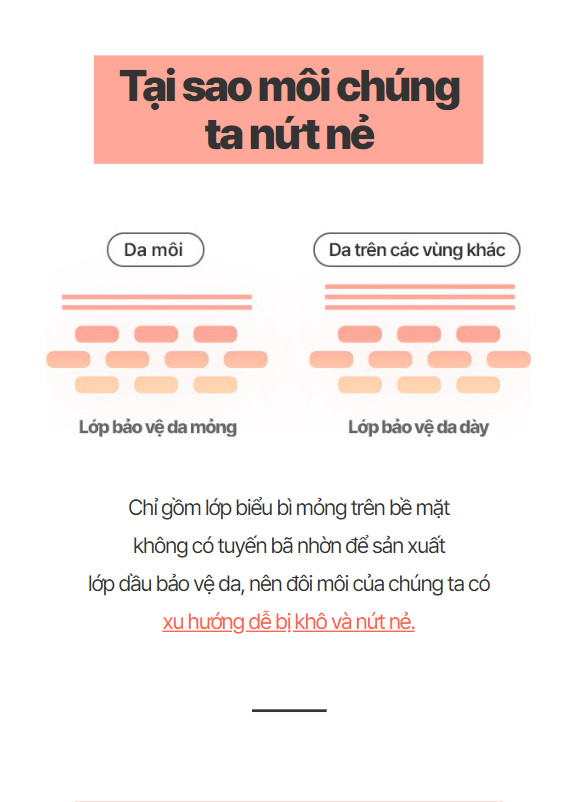 Tại sao môi chúng
ta nứt nẻ
Da môi
Da trên các vùng khác
Lớp bảo vệ da mỏng
Lớp bảo vệ da dày
Chỉ gồm lớp biểu bì mỏng trên bề mặt
không có tuyến bã nhờn để sản xuất
lớp dầu bảo vệ da, nên đôi môi của chúng ta có
xu hướng dễ bị khô và nứt nẻ.